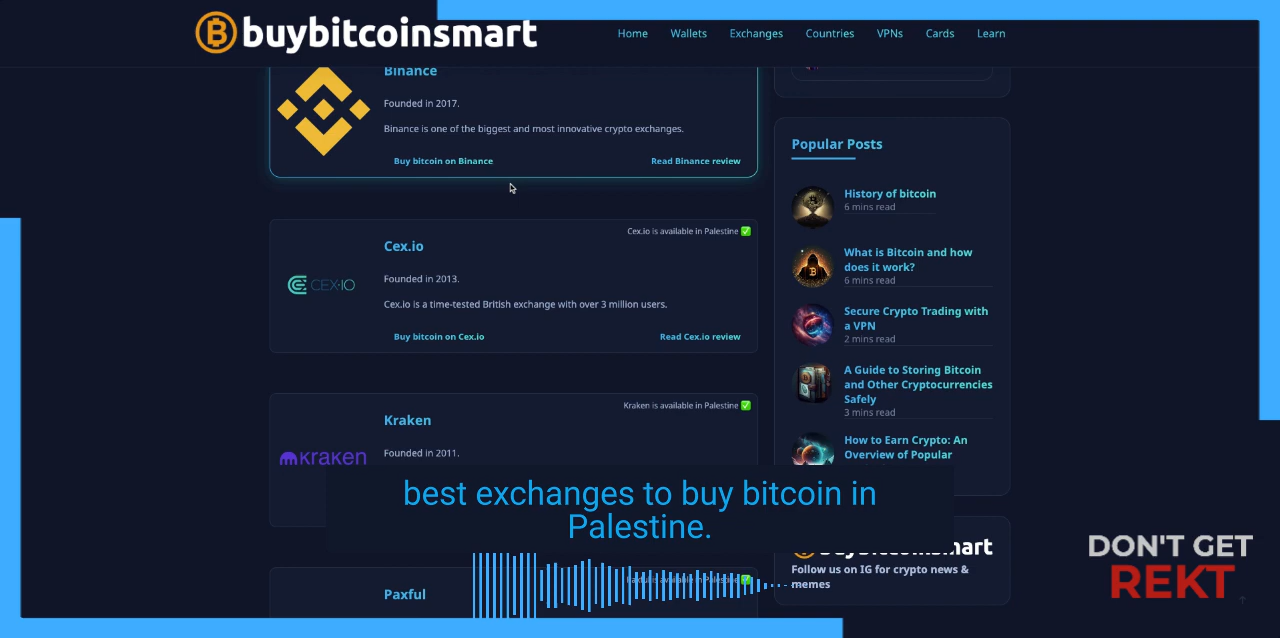 buybitcoinsmart
Home Wallets Exchanges Countries VPNs Cards Learn
Binance
Founded in 2017.
Binance is one of the biggest and most innovative crypto exchanges.
Buy bitcoin on Binance
Read Binance review
Cex.io is available in Palestine ✅
Cex.io
CEX.IO
Founded in 2013.
Cex.io is a time-tested British exchange with over 3 million users.
Buy bitcoin on Cex.io
Read Cex.io review
Kraken is available in Palestine ✅
Kraken
kraken
Founded in 2011.
Paxful
Popular Posts
History of bitcoin
6 mins read
What is Bitcoin and how
does it work?
6 mins read
Secure Crypto Trading with
a VPN
2 mins read
A Guide to Storing Bitcoin
and Other Cryptocurrencies
Safely
3 mins read
How to Earn Crypto: An
Overview of Popular
buybitcoinsmart
Follow us on IG for crypto news &
memes
best exchanges to buy bitcoin in
Palestine.
DON'T GET
REKT